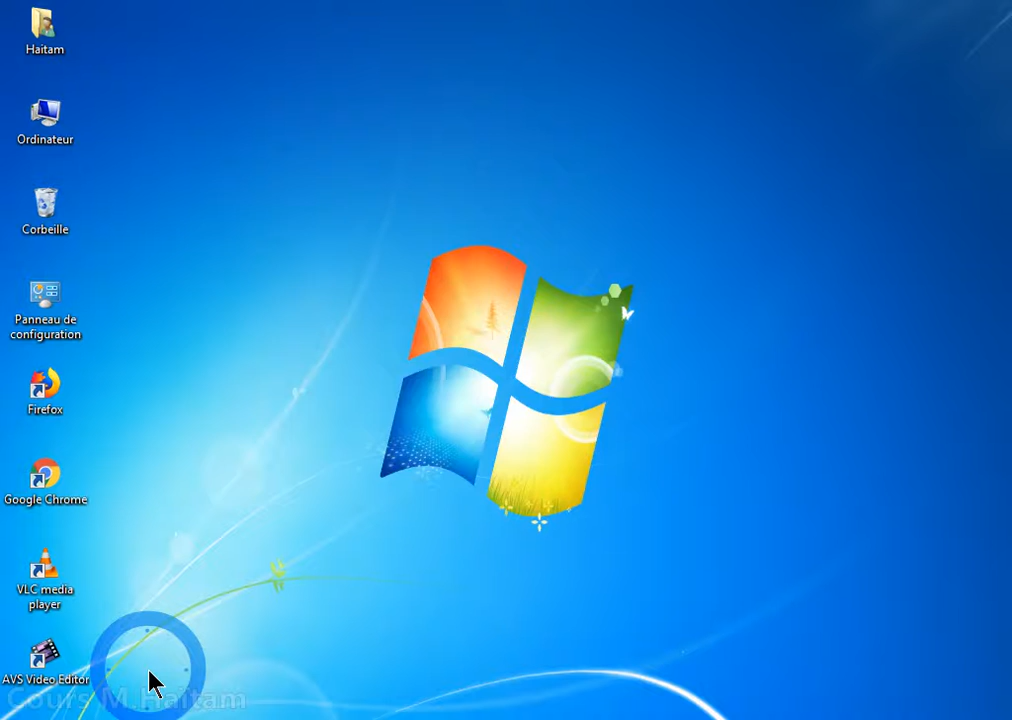 Haitam
Ordinateur
Corbeille
Panneau de
configuration
Firefox
Google Chrome
VLC media
player
AVS Video Editor
Cours M.Haitam